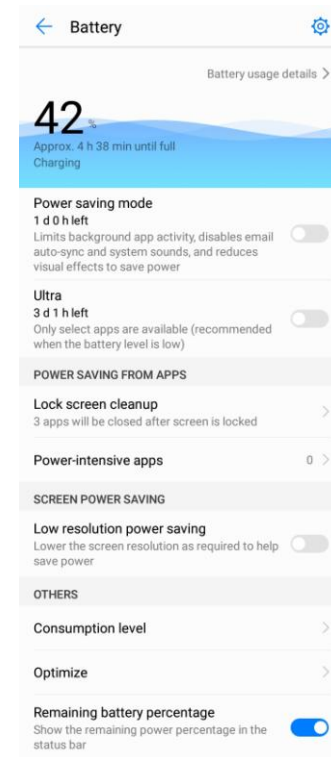 Battery
Battery usage details >
42 %
Approx. 4 h 38 min until full
Charging
Power saving mode
1 d 0 h left
Limits background app activity, disables email
auto-sync and system sounds, and reduces
visual effects to save power
Ultra
3 d 1 h left
Only select apps are available (recommended
when the battery level is low)
POWER SAVING FROM APPS
Lock screen cleanup
3 apps will be closed after screen is locked
Power-intensive apps 0
SCREEN POWER SAVING
Low resolution power saving
Lower the screen resolution as required to help
save power
OTHERS
Consumption level
Optimize
Remaining battery percentage
Show the remaining power percentage in the
status bar